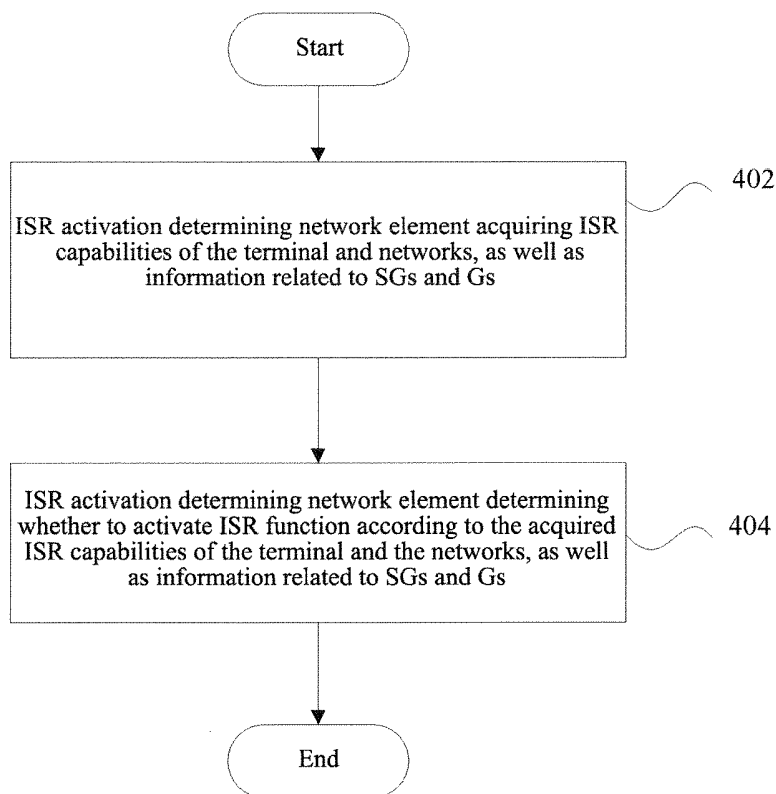 Start
ISR activation determining network element acquiring ISR
capabilities of the terminal and networks, as well as
information related to SGs and Gs
402
ISR activation determining network element determining
whether to activate ISR function according to the acquired
ISR capabilities of the terminal and the networks, as well
as information related to SGs and Gs
404
End